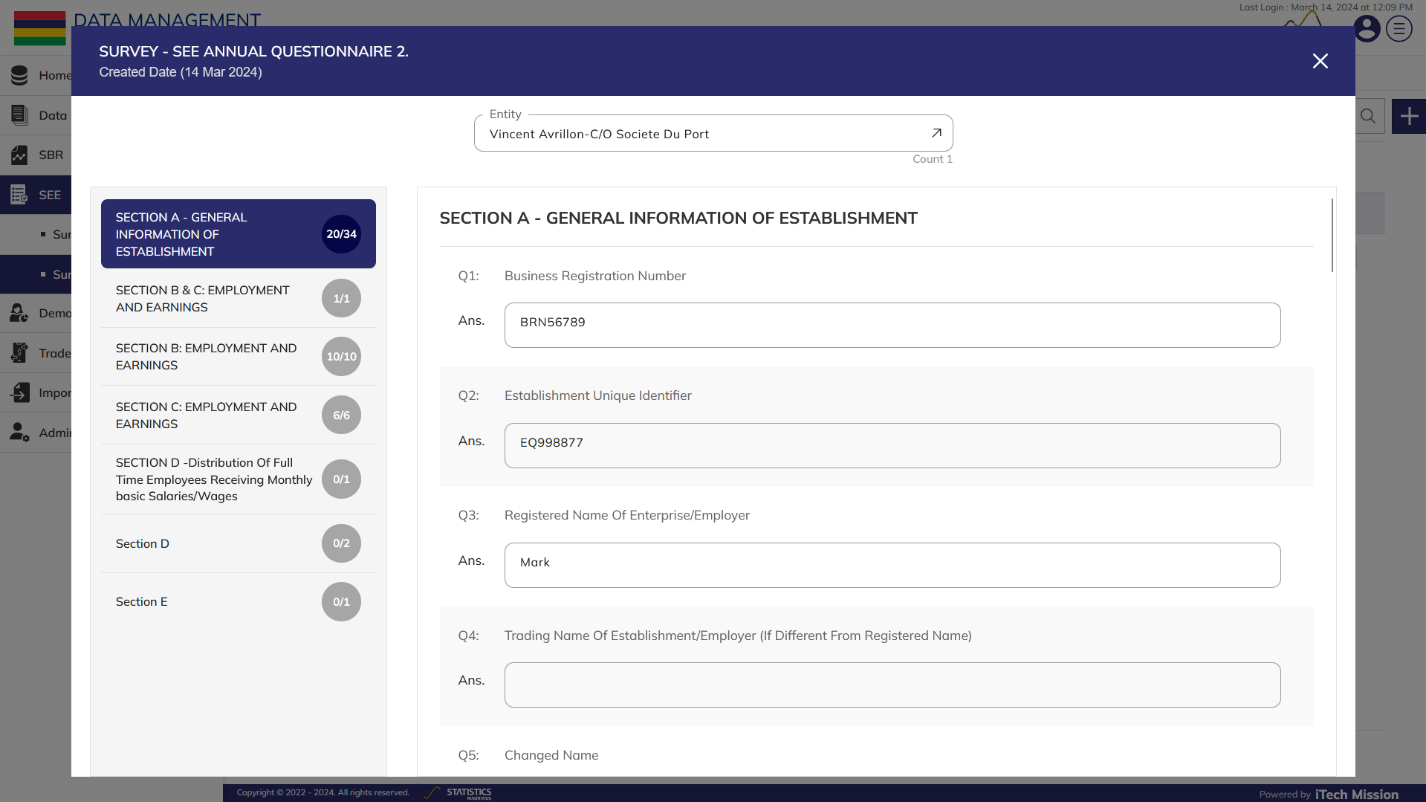 DATA MANAGEMENT
Last Login : March 14, 2024 at 12:09 PM
SURVEY - SEE ANNUAL QUESTIONNAIRE 2.
Created Date (14 Mar 2024)
Home
Data
SBR
SEE
Sur
Sur
Demo
Trade
Impor
Admi
Entity
Vincent Avrillon-C/O Societe Du Port
Count 1
SECTION A - GENERAL
INFORMATION OF
ESTABLISHMENT
20/34
SECTION B & C: EMPLOYMENT
AND EARNINGS
1/1
SECTION B: EMPLOYMENT AND
EARNINGS
10/10
SECTION C: EMPLOYMENT AND
EARNINGS
6/6
SECTION D -Distribution Of Full
Time Employees Receiving Monthly
basic Salaries/Wages
0/1
Section D
0/2
Section E
0/1
SECTION A - GENERAL INFORMATION OF ESTABLISHMENT
Q1: Business Registration Number
Ans. BRN56789
Q2: Establishment Unique Identifier
Ans. EQ998877
Q3: Registered Name Of Enterprise/Employer
Ans. Mark
Q4: Trading Name Of Establishment/Employer (If Different From Registered Name)
Ans.
Q5: Changed Name
Copyright © 2022 - 2024. All rights reserved.
STATISTICS
MAURITIUS
Powered by iTech Mission